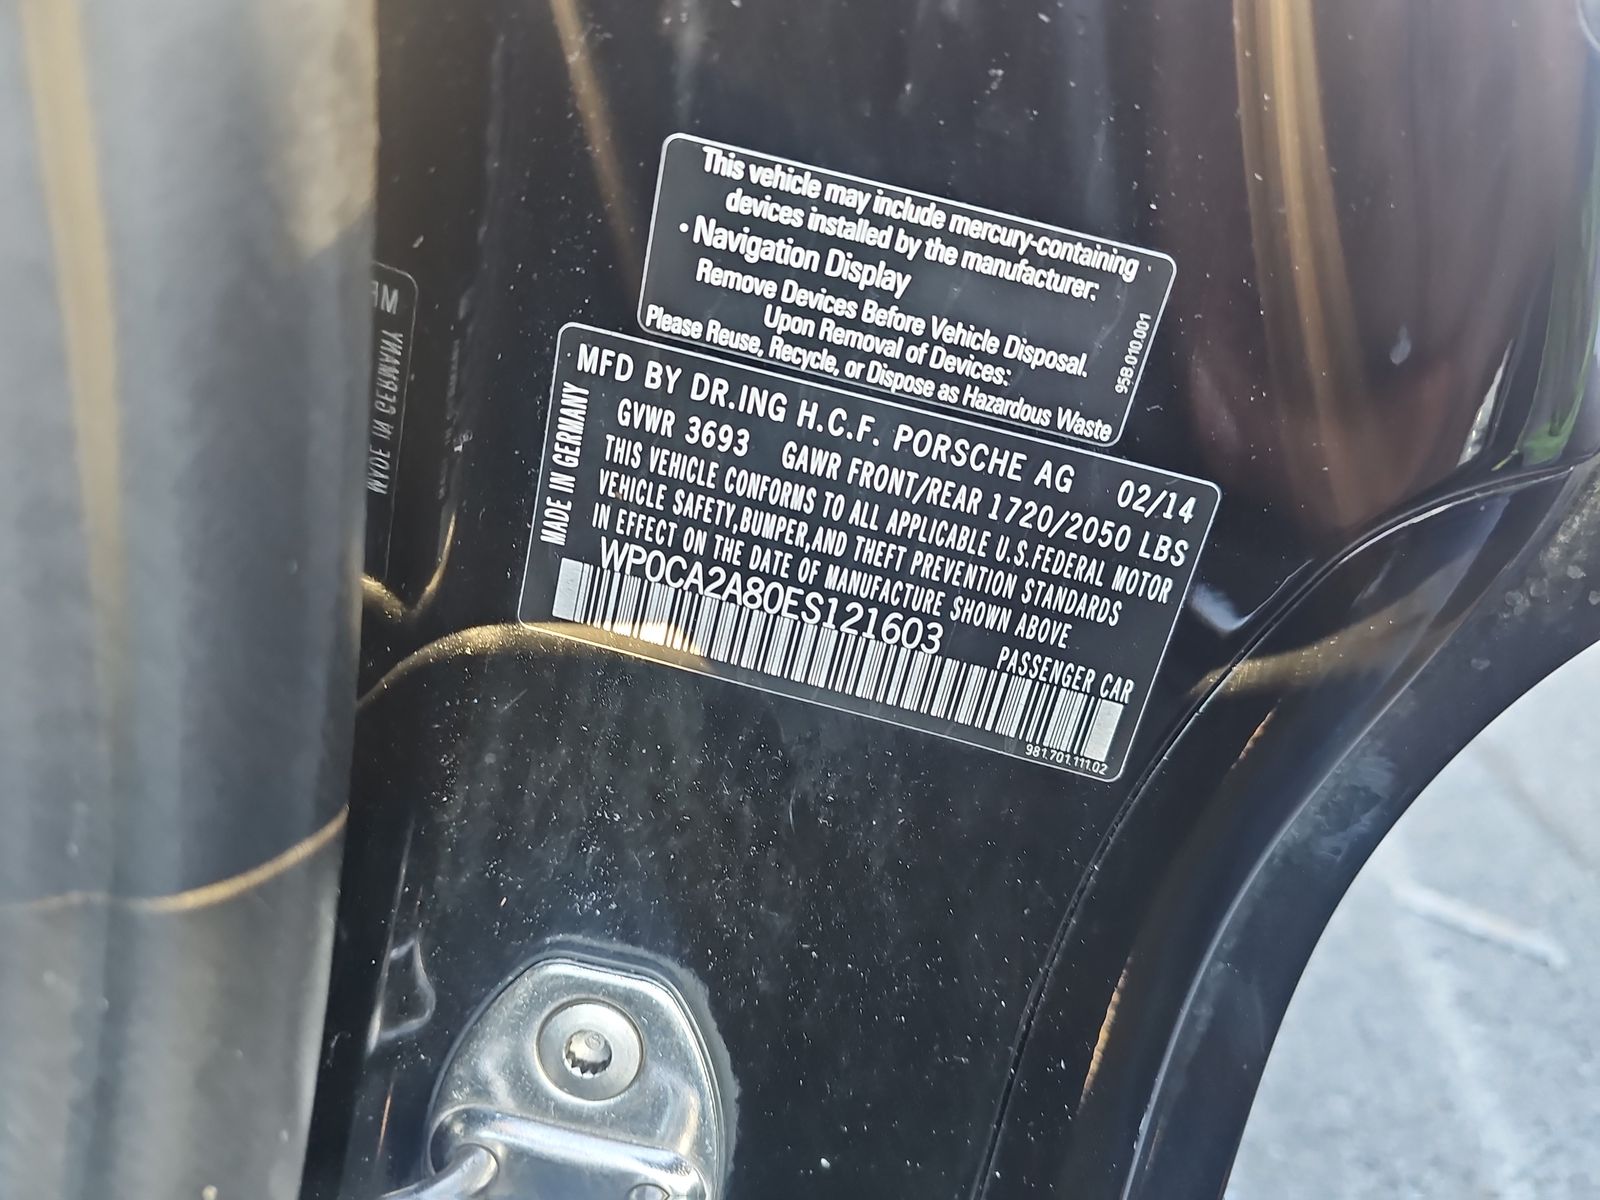 This vehicle may include mercury-containing
devices installed by the manufacturer:
• Navigation Display
Remove Devices Before Vehicle Disposal.
Upon Removal of Devices:
Please Reuse, Recycle, or Dispose as Hazardous Waste
95B.010.001
MFD BY DR.ING H.C.F. PORSCHE AG 02/14
GVWR 3693 GAWR FRONT/REAR 1720/2050 LBS
THIS VEHICLE CONFORMS TO ALL APPLICABLE U.S.FEDERAL MOTOR
VEHICLE SAFETY,BUMPER,AND THEFT PREVENTION STANDARDS
IN EFFECT ON THE DATE OF MANUFACTURE SHOWN ABOVE
WP0CA2A80ES121603
PASSENGER CAR
MADE IN GERMANY
981.701.111.02
MADE IN GERMANY